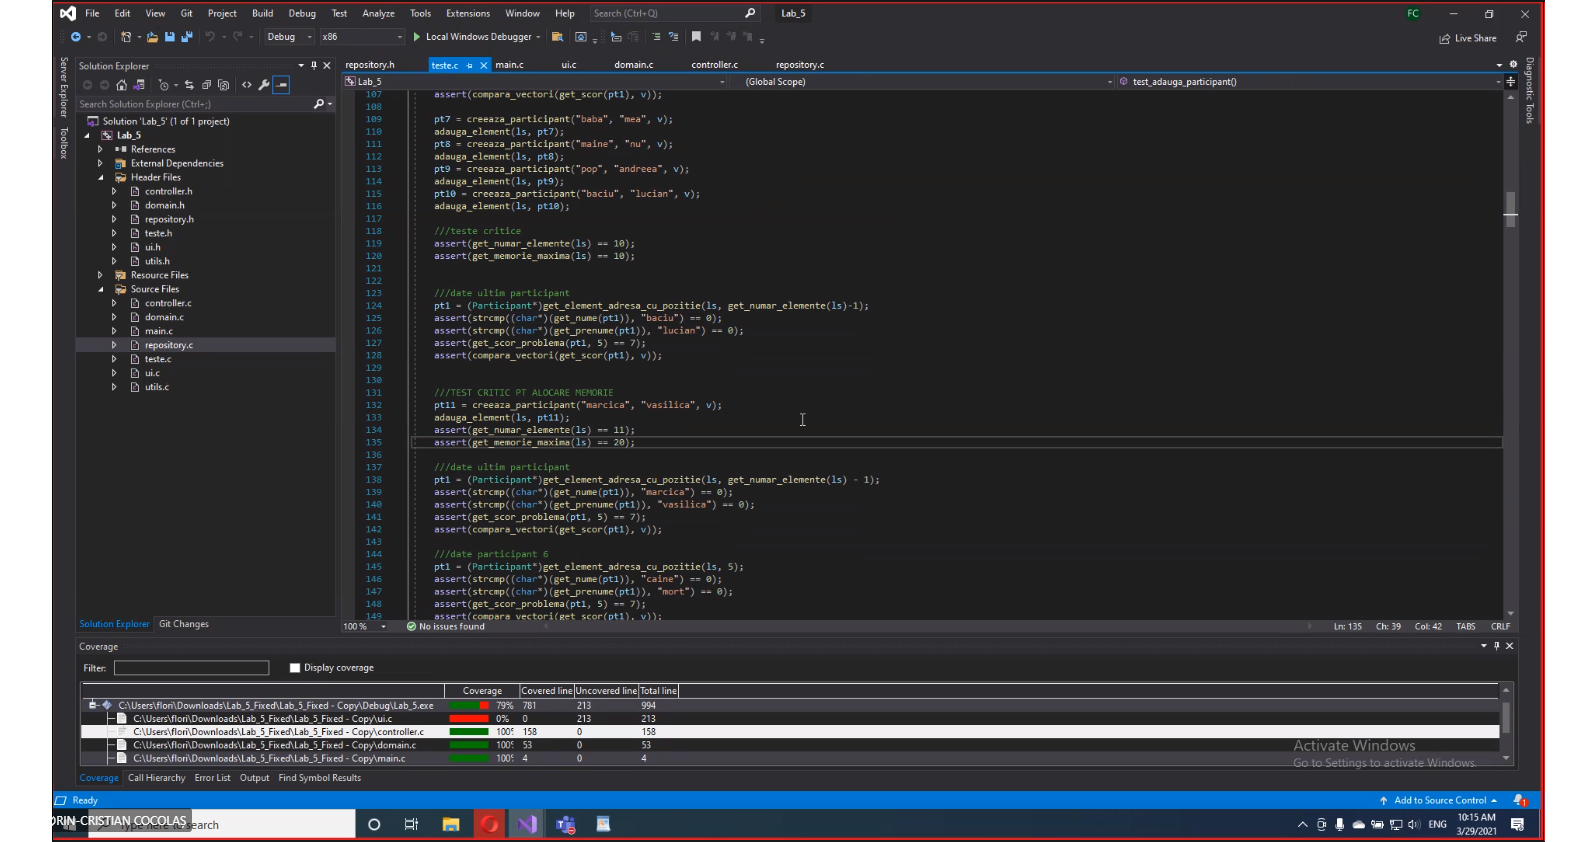 File Edit View Git Project Build Debug Test Analyze Tools Extensions Window Help Search (Ctrl+Q) Lab_5 FC
Debug x86 Local Windows Debugger Live Share
Server Explorer
Toolbox
Solution Explorer
Search Solution Explorer (Ctrl+;)
Solution 'Lab_5' (1 of 1 project)
Lab_5
References
External Dependencies
Header Files
controller.h
domain.h
repository.h
teste.h
ui.h
utils.h
Resource Files
Source Files
controller.c
domain.c
main.c
repository.c
teste.c
ui.c
utils.c
Solution Explorer Git Changes
repository.h teste.c main.c ui.c domain.c controller.c repository.c
Lab_5 (Global Scope) test_adauga_participant()
107 assert(compara_vectori(get_scor(pt1), v));
108
109 pt7 = creeaza_participant("baba", "mea", v);
110 adauga_element(ls, pt7);
111 pt8 = creeaza_participant("maine", "nu", v);
112 adauga_element(ls, pt8);
113 pt9 = creeaza_participant("pop", "andreea", v);
114 adauga_element(ls, pt9);
115 pt10 = creeaza_participant("baciu", "lucian", v);
116 adauga_element(ls, pt10);
117
118 ///teste critice
119 assert(get_numar_elemente(ls) == 10);
120 assert(get_memorie_maxima(ls) == 10);
121
122
123 ///date ultim participant
124 pt1 = (Participant*)get_element_adresa_cu_pozitie(ls, get_numar_elemente(ls)-1);
125 assert(strcmp((char*)(get_nume(pt1)), "baciu") == 0);
126 assert(strcmp((char*)(get_prenume(pt1)), "lucian") == 0);
127 assert(get_scor_problema(pt1, 5) == 7);
128 assert(compara_vectori(get_scor(pt1), v));
129
130
131 ///TEST CRITIC PT ALOCARE MEMORIE
132 pt11 = creeaza_participant("marcica", "vasilica", v);
133 adauga_element(ls, pt11);
134 assert(get_numar_elemente(ls) == 11);
135 assert(get_memorie_maxima(ls) == 20);
136
137 ///date ultim participant
138 pt1 = (Participant*)get_element_adresa_cu_pozitie(ls, get_numar_elemente(ls) - 1);
139 assert(strcmp((char*)(get_nume(pt1)), "marcica") == 0);
140 assert(strcmp((char*)(get_prenume(pt1)), "vasilica") == 0);
141 assert(get_scor_problema(pt1, 5) == 7);
142 assert(compara_vectori(get_scor(pt1), v));
143
144 ///date participant 6
145 pt1 = (Participant*)get_element_adresa_cu_pozitie(ls, 5);
146 assert(strcmp((char*)(get_nume(pt1)), "caine") == 0);
147 assert(strcmp((char*)(get_prenume(pt1)), "mort") == 0);
148 assert(get_scor_problema(pt1, 5) == 7);
149 assert(compara_vectori(get_scor(pt1), v));
100 % No issues found Ln: 135 Ch: 39 Col: 42 TABS CRLF
Diagnostic Tools
Coverage
Filter: Display coverage
Coverage Covered line Uncovered line Total line
C:\Users\flori\Downloads\Lab_5_Fixed\Lab_5_Fixed - Copy\Debug\Lab_5.exe 79% 781 213 994
C:\Users\flori\Downloads\Lab_5_Fixed\Lab_5_Fixed - Copy\ui.c 0% 0 213 213
C:\Users\flori\Downloads\Lab_5_Fixed\Lab_5_Fixed - Copy\controller.c 100% 158 0 158
C:\Users\flori\Downloads\Lab_5_Fixed\Lab_5_Fixed - Copy\domain.c 100% 53 0 53
C:\Users\flori\Downloads\Lab_5_Fixed\Lab_5_Fixed - Copy\main.c 100% 4 0 4
Activate Windows
Go to Settings to activate Windows.
Coverage Call Hierarchy Error List Output Find Symbol Results
Ready Add to Source Control 1
ORIN-CRISTIAN COCOLAS
Type here to search
ENG 10:15 AM
3/29/2021